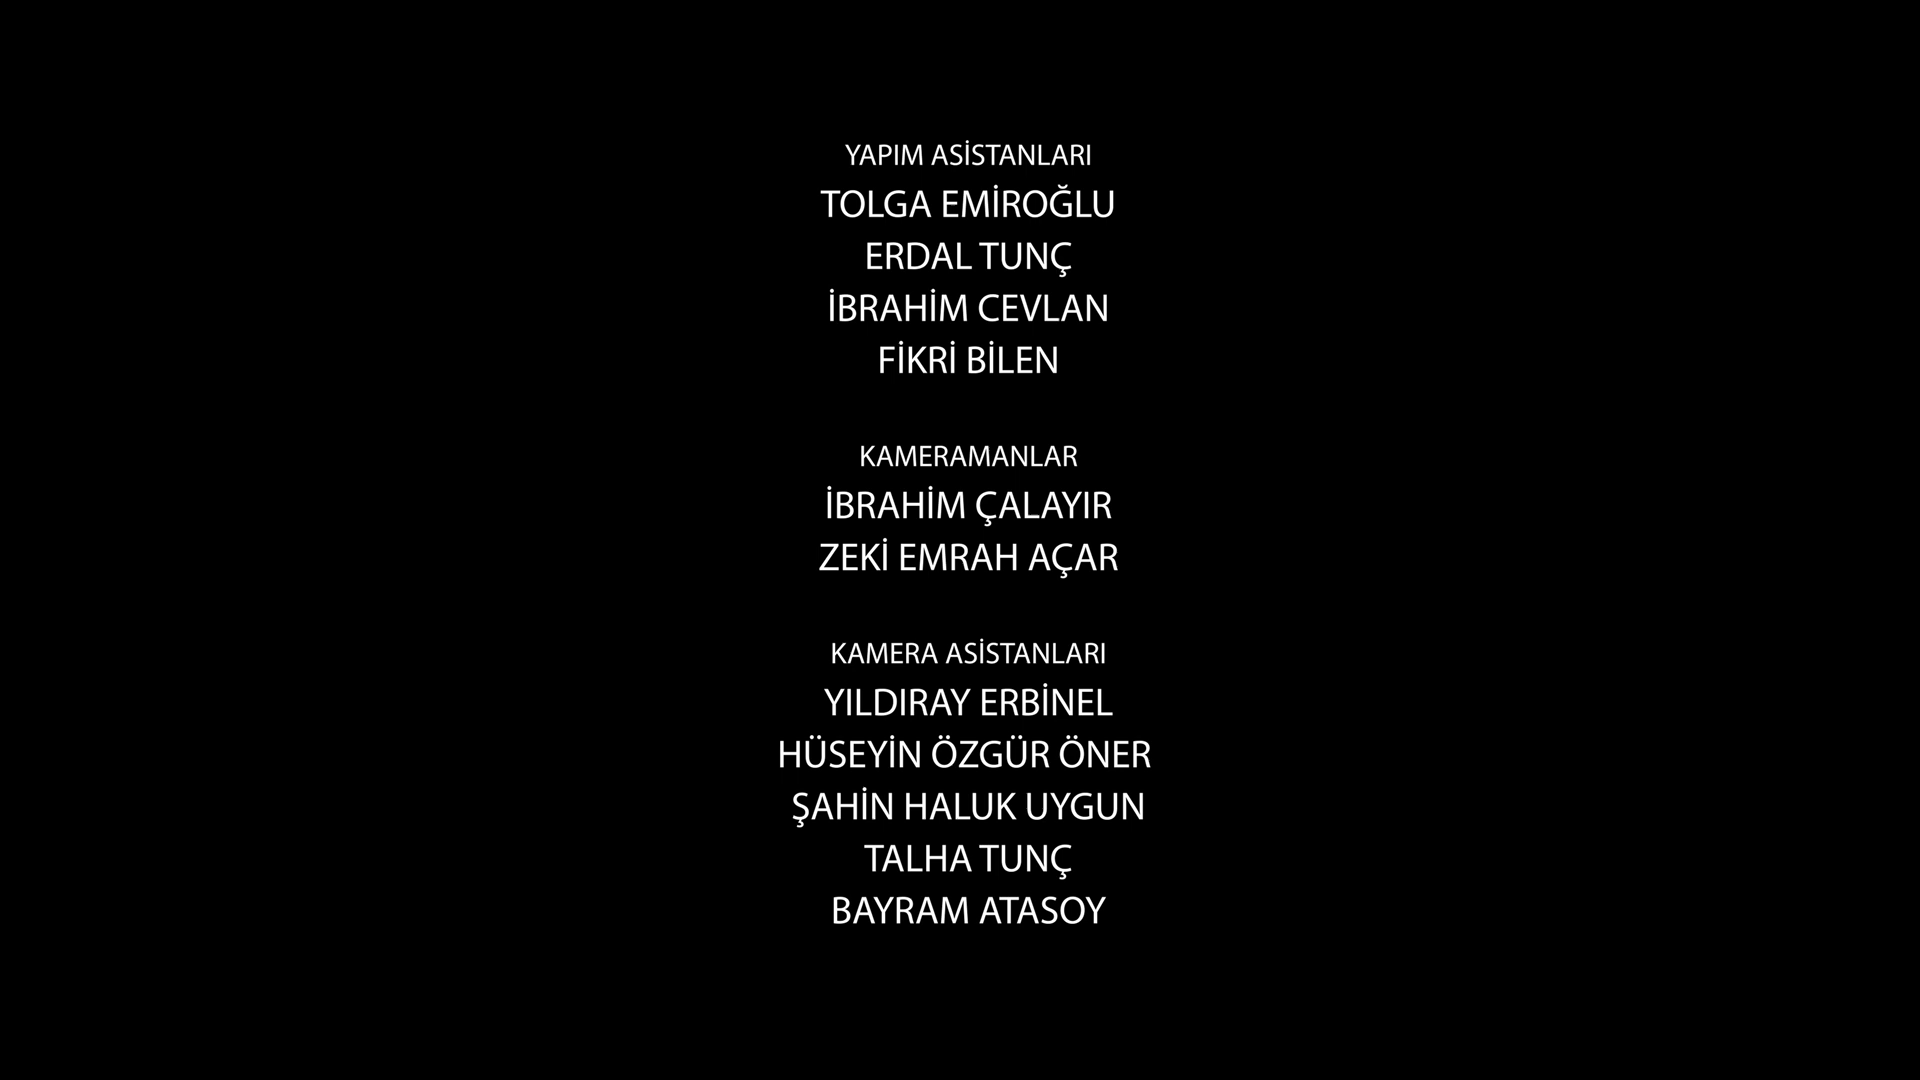 YAPIM ASİSTANLARI
TOLGA EMİROĞLU
ERDAL TUNÇ
İBRAHİM CEVLAN
FİKRİ BİLEN
KAMERAMANLAR
İBRAHİM ÇALAYIR
ZEKİ EMRAH AÇAR
KAMERA ASİSTANLARI
YILDIRAY ERBİNEL
HÜSEYİN ÖZGÜR ÖNER
ŞAHİN HALUK UYGUN
TALHA TUNÇ
BAYRAM ATASOY